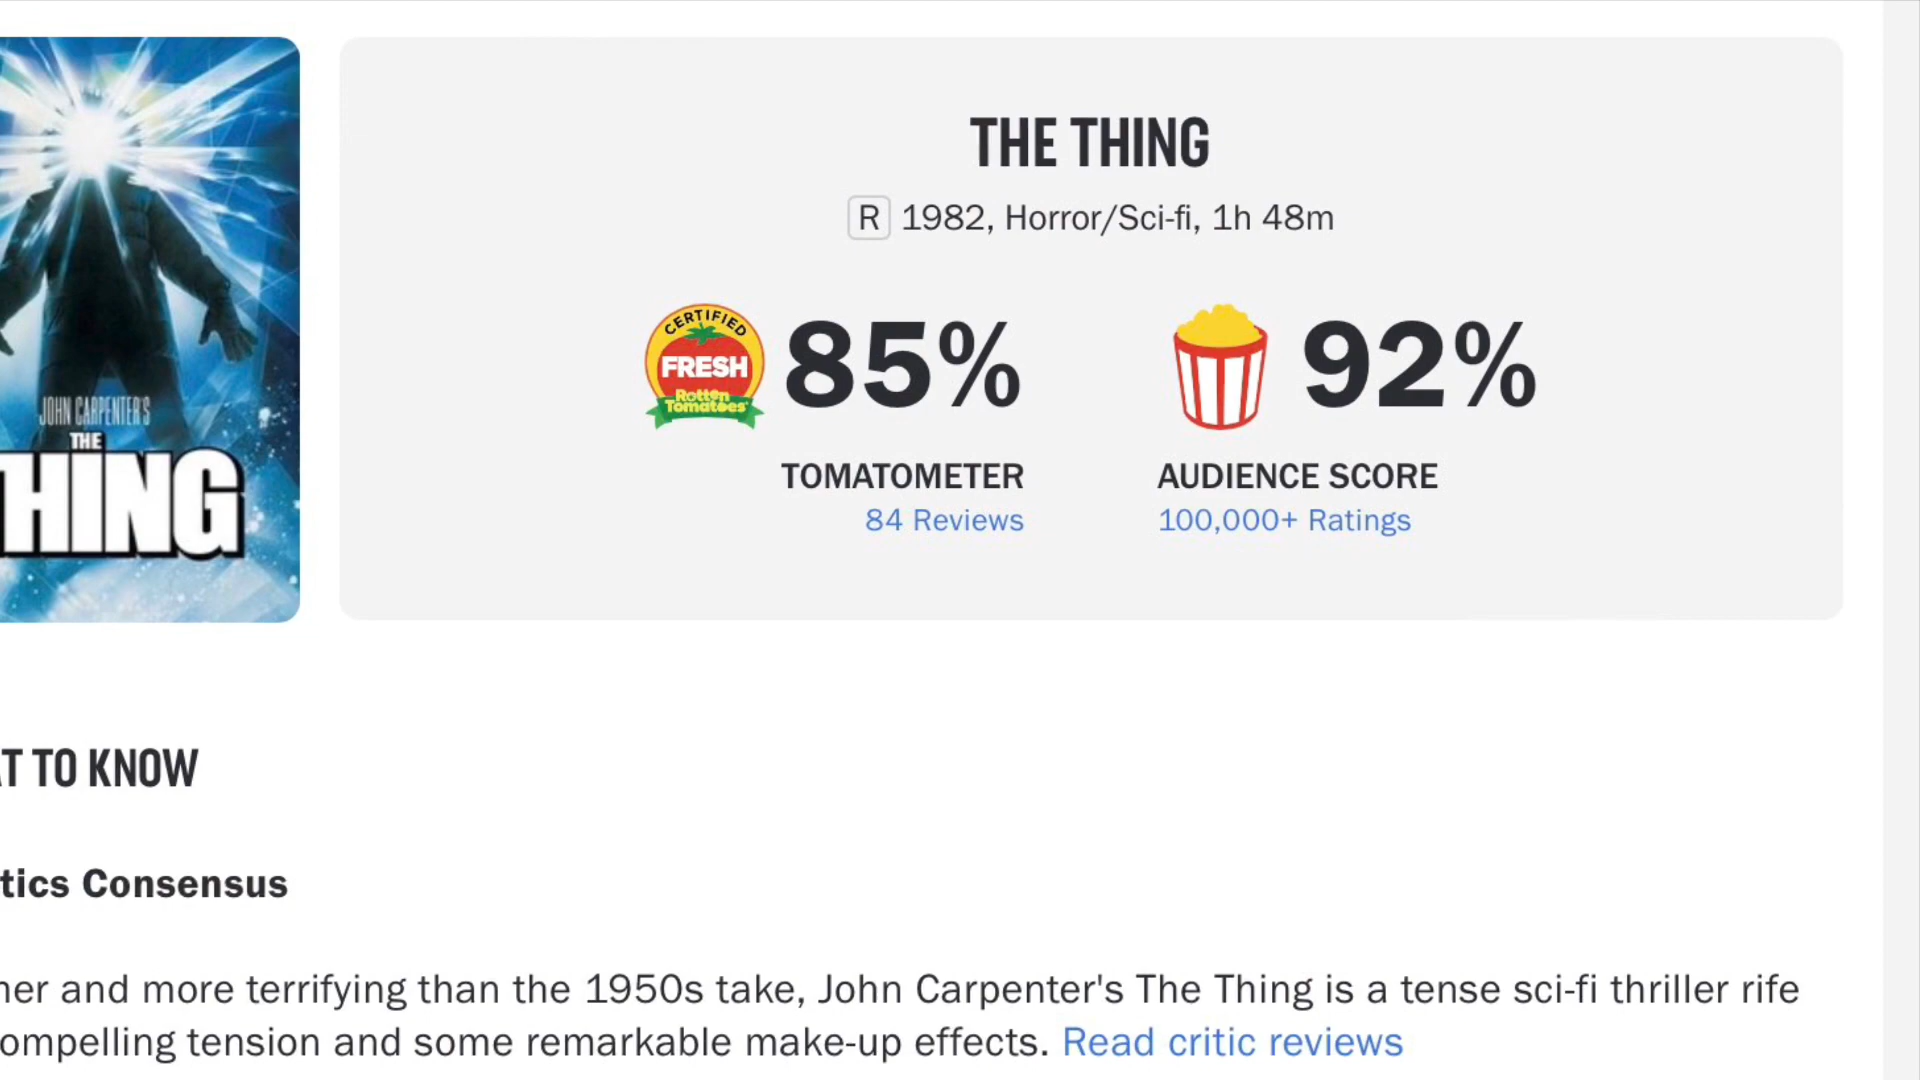 THE THING
R 1982, Horror/Sci-fi, 1h 48m
CERTIFIED
FRESH
Rotten
Tomatoes
85%
92%
TOMATOMETER
AUDIENCE SCORE
84 Reviews
100,000+ Ratings
JOHN CARPENTER'S
THE
HING
T TO KNOW
tics Consensus
her and more terrifying than the 1950s take, John Carpenter's The Thing is a tense sci-fi thriller rife
ompelling tension and some remarkable make-up effects. Read critic reviews